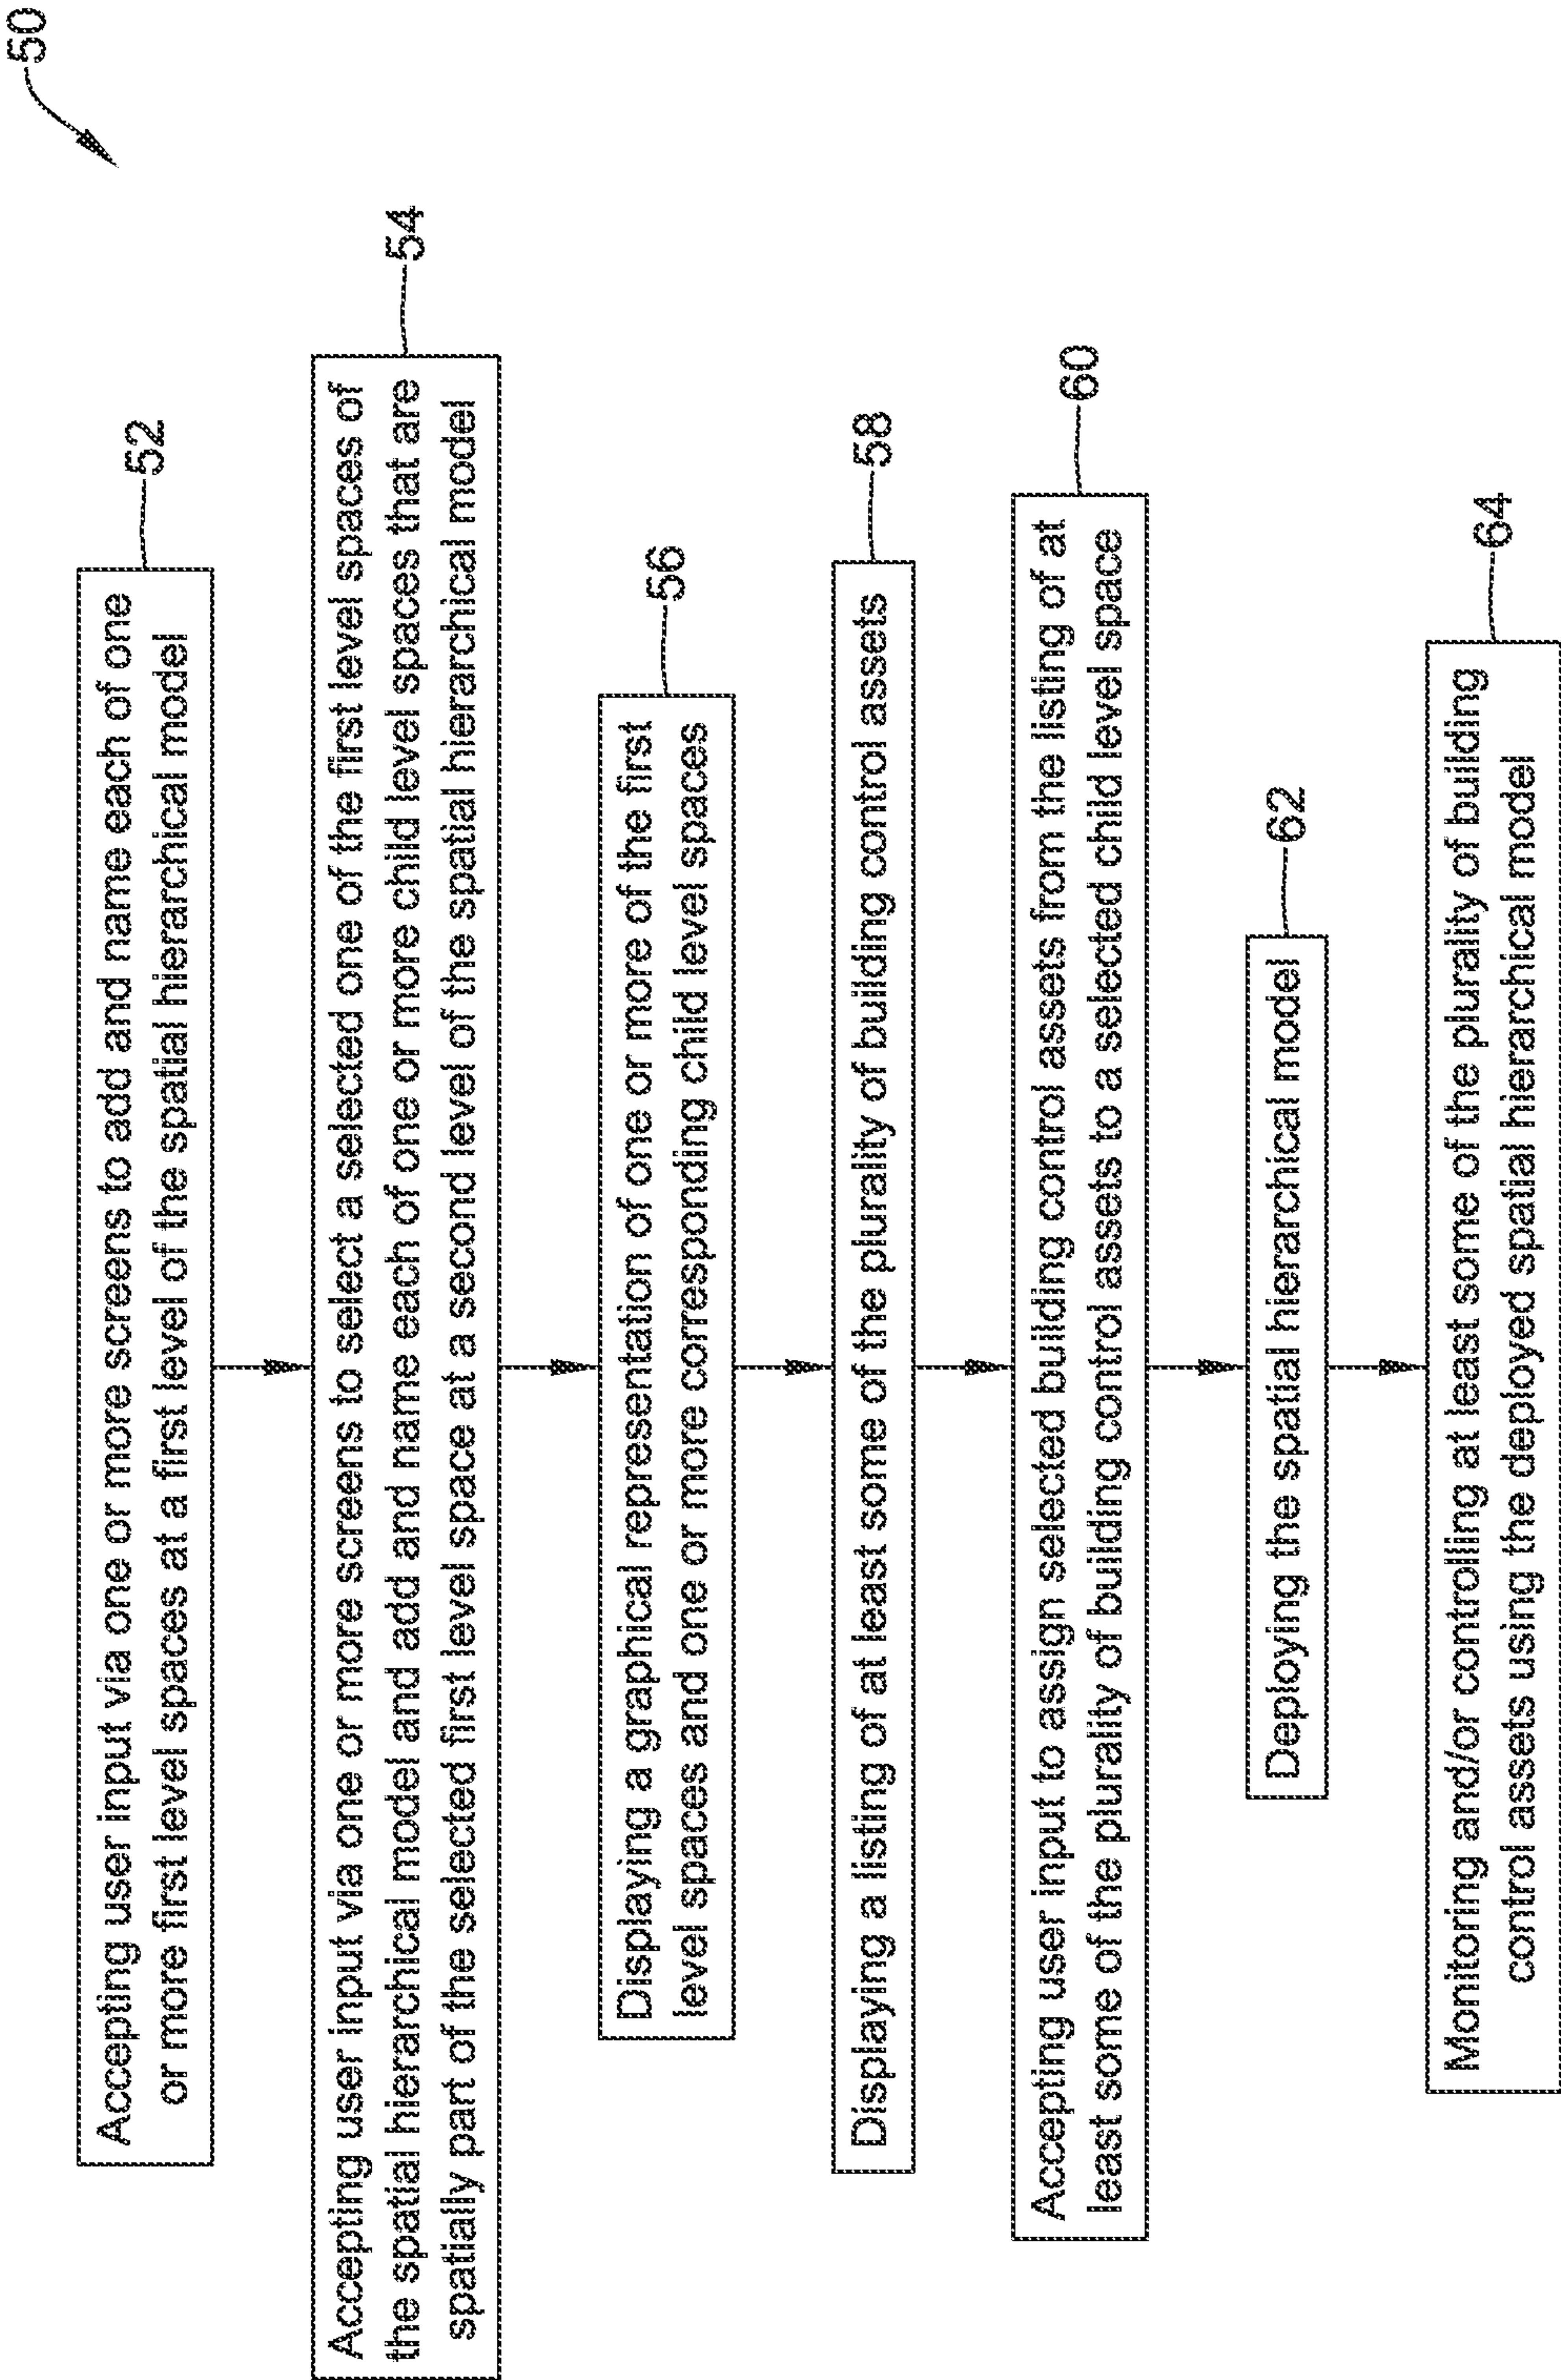 50
Accepting user input via one or more screens to add and name each of one
or more first level spaces at a first level of the spatial hierarchical model
52
Accepting user input via one or more screens to select a selected one of the first level spaces of
the spatial hierarchical model and add and name each of one or more child level spaces that are
spatially part of the selected first level space at a second level of the spatial hierarchical model
54
Displaying a graphical representation of one or more of the first
level spaces and one or more corresponding child level spaces
56
Displaying a listing of at least some of the plurality of building control assets
58
Accepting user input to assign selected building control assets from the listing of at
least some of the plurality of building control assets to a selected child level space
60
Deploying the spatial hierarchical model
62
Monitoring and/or controlling at least some of the plurality of building
control assets using the deployed spatial hierarchical model
64